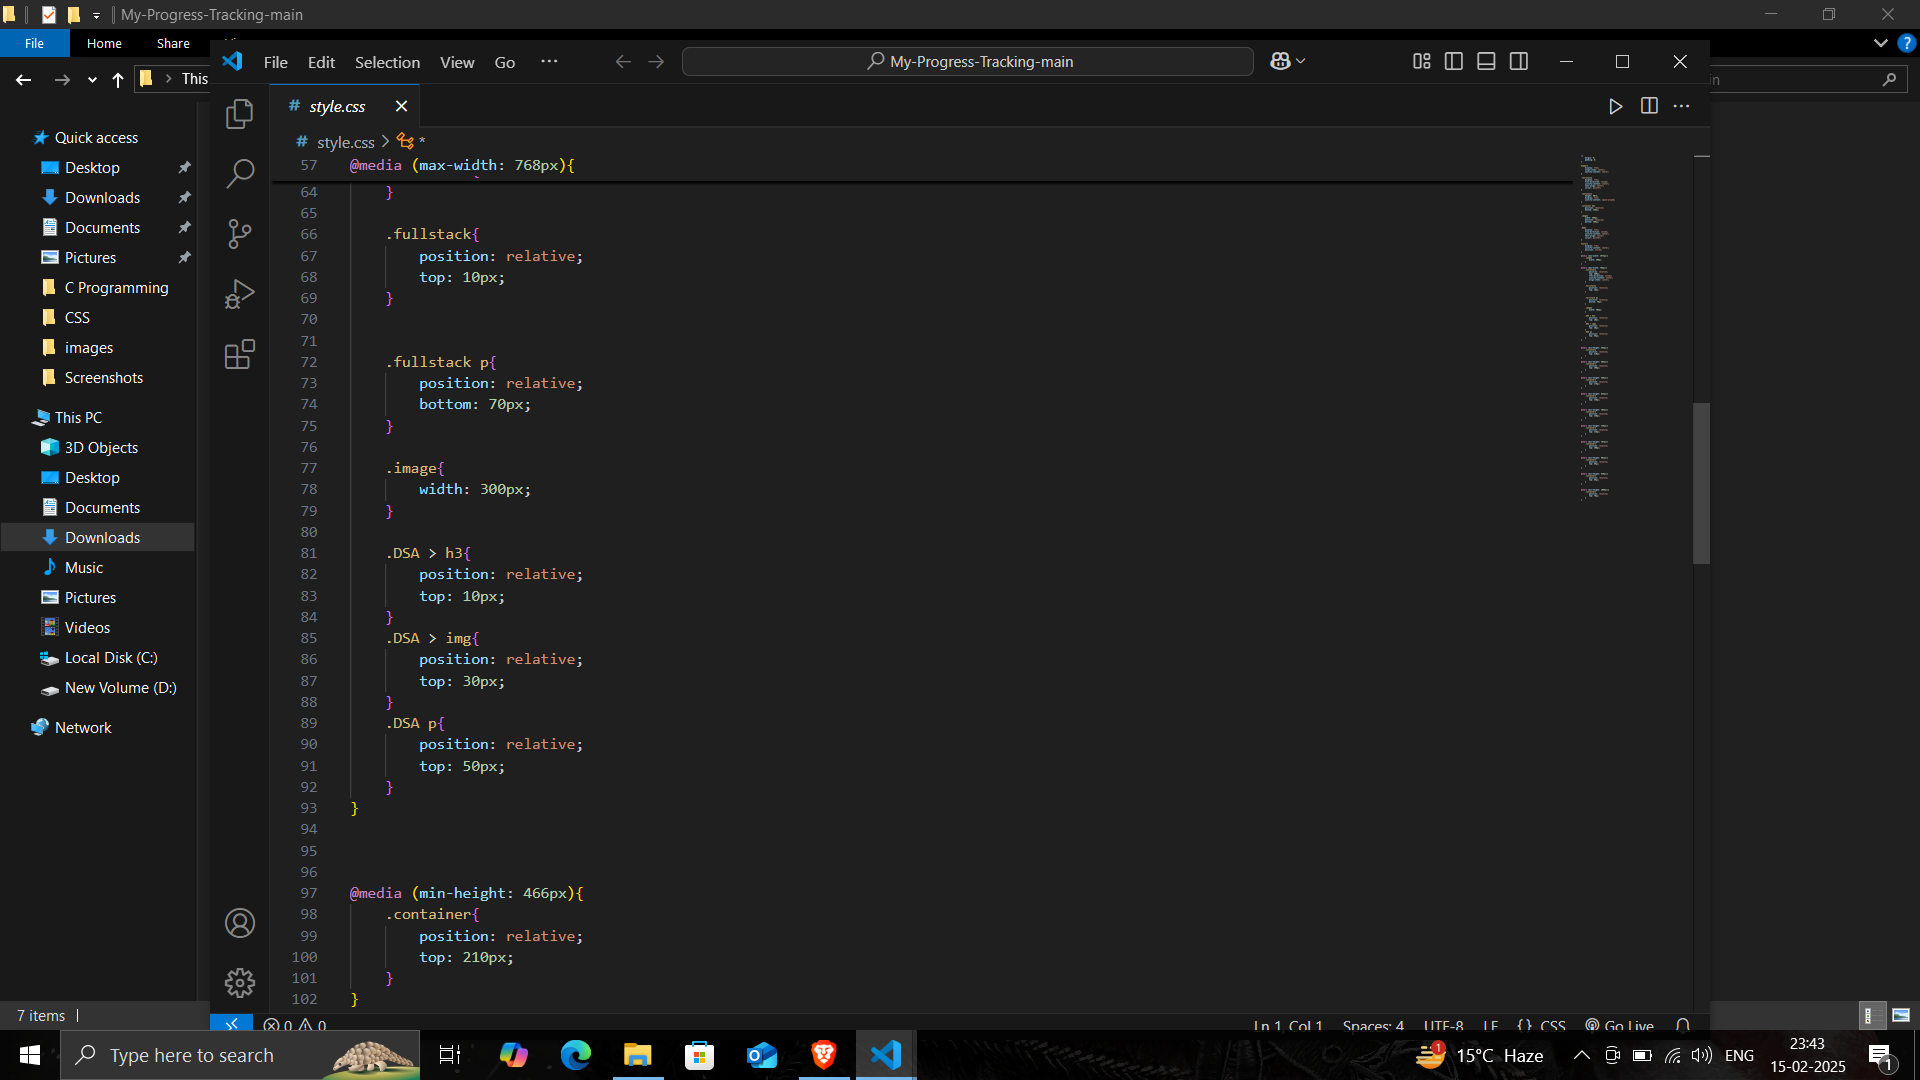 My-Progress-Tracking-main
File
Home
Share
This
Quick access
Desktop
Downloads
Documents
Pictures
C Programming
CSS
images
Screenshots
This PC
3D Objects
Desktop
Documents
Downloads
Music
Pictures
Videos
Local Disk (C:)
New Volume (D:)
Network
7 items
File Edit Selection View Go ...
My-Progress-Tracking-main
# style.css
# style.css > *
57 @media (max-width: 768px){
64 }
65
66 .fullstack{
67 position: relative;
68 top: 10px;
69 }
70
71
72 .fullstack p{
73 position: relative;
74 bottom: 70px;
75 }
76
77 .image{
78 width: 300px;
79 }
80
81 .DSA > h3{
82 position: relative;
83 top: 10px;
84 }
85 .DSA > img{
86 position: relative;
87 top: 30px;
88 }
89 .DSA p{
90 position: relative;
91 top: 50px;
92 }
93 }
94
95
96
97 @media (min-height: 466px){
98 .container{
99 position: relative;
100 top: 210px;
101 }
102 }
0 0 Ln 1, Col 1 Spaces: 4 UTF-8 LF {} CSS Go Live
Type here to search
1
15°C Haze
ENG
23:43
15-02-2025
1